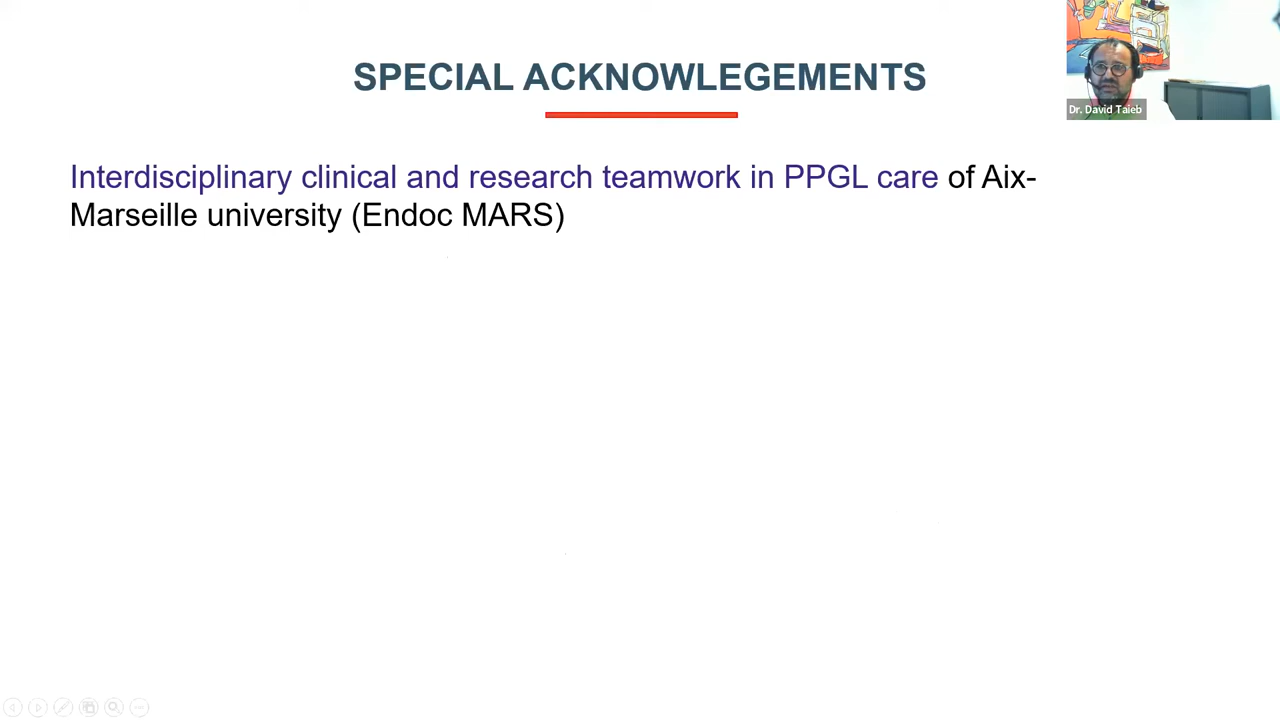 SPECIAL ACKNOWLEGEMENTS
Dr. David Taieb
Interdisciplinary clinical and research teamwork in PPGL care of Aix-
Marseille university (Endoc MARS)